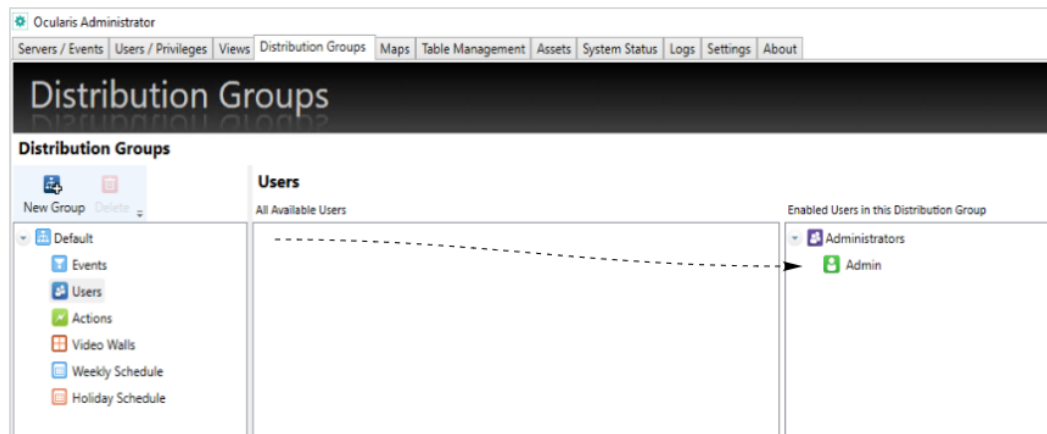 Ocularis Administrator
Servers / Events Users / Privileges Views Distribution Groups Maps Table Management Assets System Status Logs Settings About
Distribution Groups
Distribution Groups
New Group Delete
Users
All Available Users
Enabled Users in this Distribution Group
Default
Events
Users
Actions
Video Walls
Weekly Schedule
Holiday Schedule
Administrators
Admin